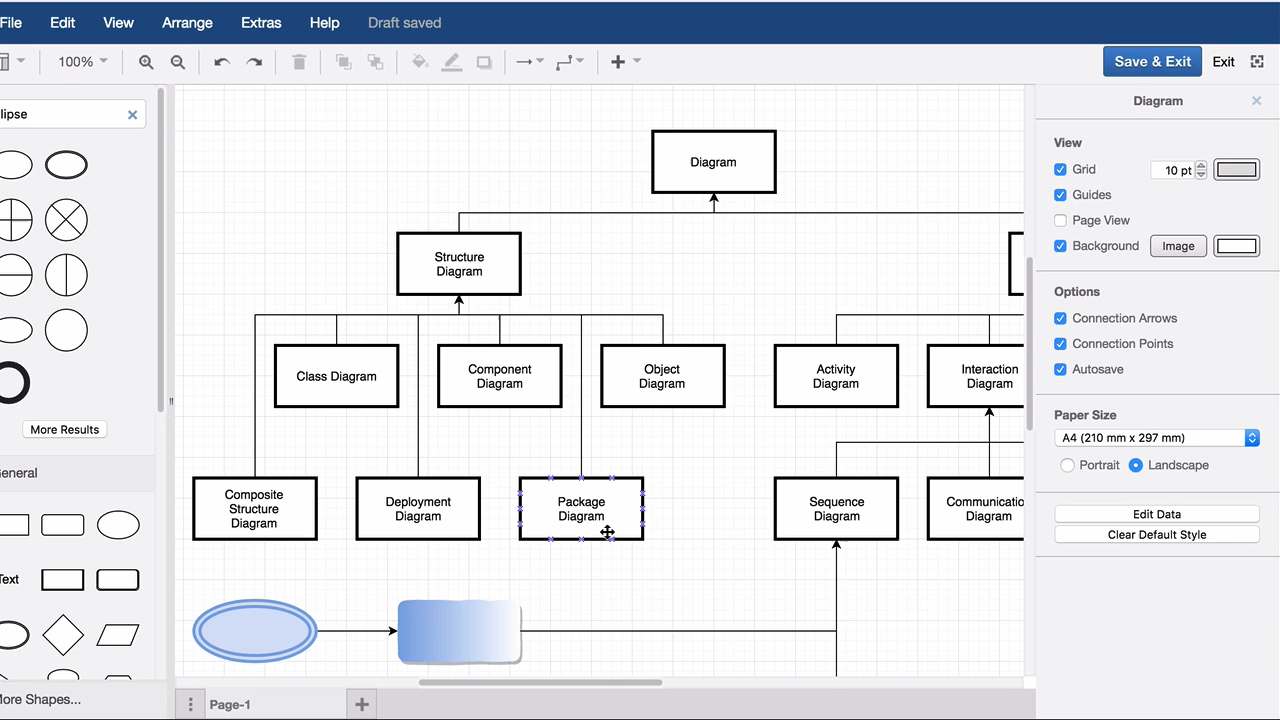 File Edit View Arrange Extras Help Draft saved
100%
Save & Exit Exit
lipse
More Results
General
Text
More Shapes...
Diagram
Structure
Diagram
Class Diagram
Component
Diagram
Object
Diagram
Activity
Diagram
Interaction
Diagram
Composite
Structure
Diagram
Deployment
Diagram
Package
Diagram
Sequence
Diagram
Communicatio
Diagram
Page-1
Diagram
View
Grid 10 pt
Guides
Page View
Background Image
Options
Connection Arrows
Connection Points
Autosave
Paper Size
A4 (210 mm x 297 mm)
Portrait Landscape
Edit Data
Clear Default Style